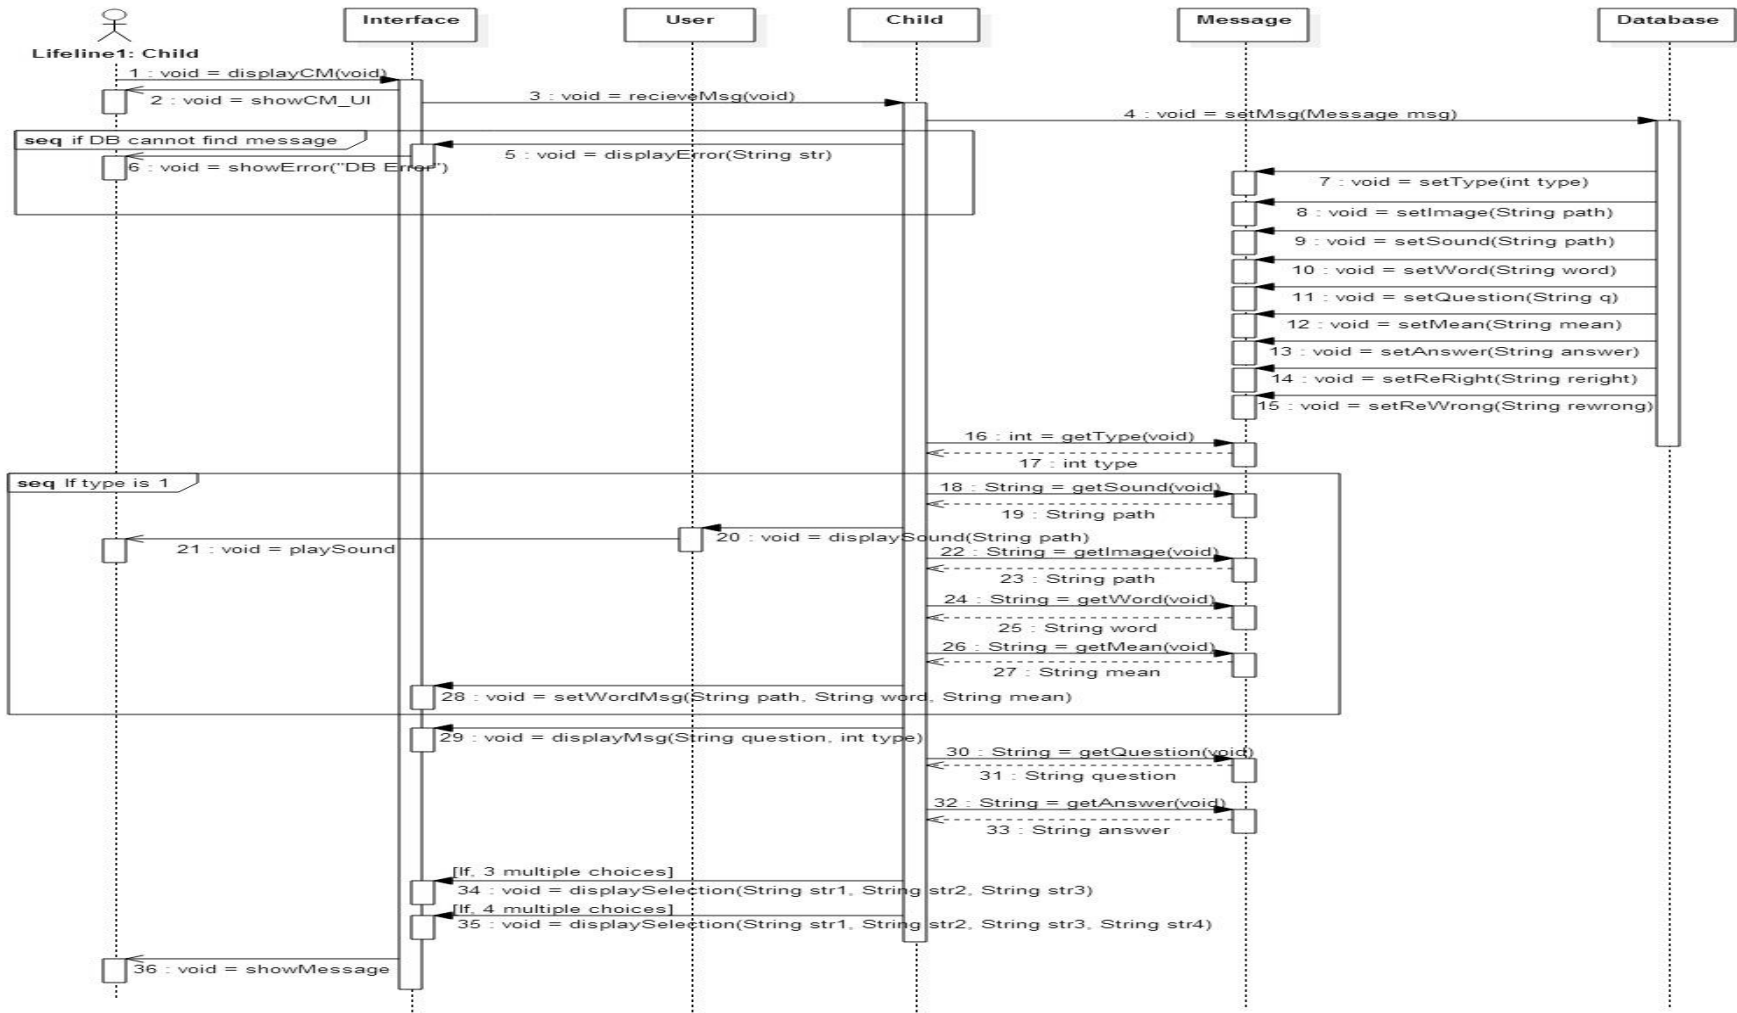 Interface
User
Child
Message
Database
Lifeline1: Child
1 : void = displayCM(void)
2 : void = showCM_UI
3 : void = recieveMsg(void)
4 : void = setMsg(Message msg)
seq if DB cannot find message
5 : void = displayError(String str)
6 : void = showError("DB Error")
7 : void = setType(int type)
8 : void = setImage(String path)
9 : void = setSound(String path)
10 : void = setWord(String word)
11 : void = setQuestion(String q)
12 : void = setMean(String mean)
13 : void = setAnswer(String answer)
14 : void = setReRight(String reright)
15 : void = setReWrong(String rewrong)
16 : int = getType(void)
17 : int type
seq If type is 1
18 : String = getSound(void)
19 : String path
20 : void = displaySound(String path)
21 : void = playSound
22 : String = getImage(void)
23 : String path
24 : String = getWord(void)
25 : String word
26 : String = getMean(void)
27 : String mean
28 : void = setWordMsg(String path, String word, String mean)
29 : void = displayMsg(String question, int type)
30 : String = getQuestion(void)
31 : String question
32 : String = getAnswer(void)
33 : String answer
[If, 3 multiple choices]
34 : void = displaySelection(String str1, String str2, String str3)
[If, 4 multiple choices]
35 : void = displaySelection(String str1, String str2, String str3, String str4)
36 : void = showMessage